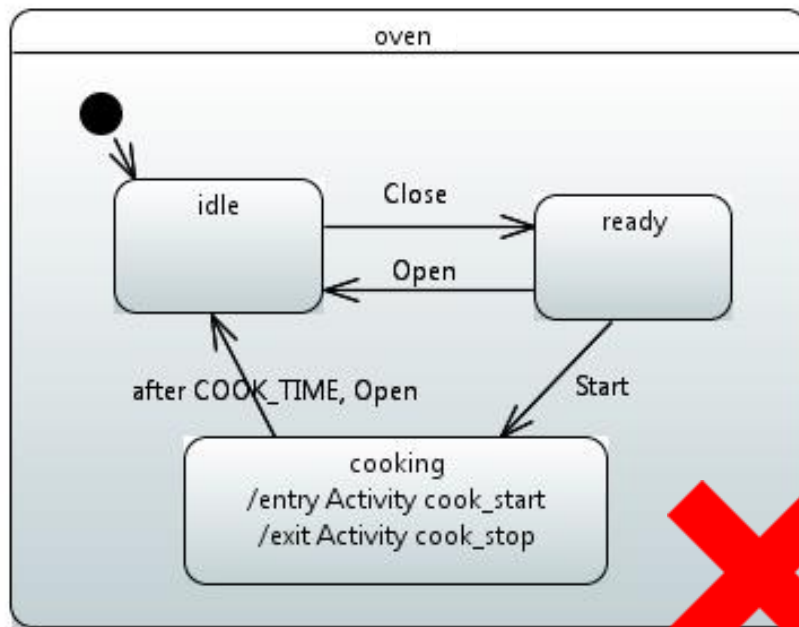 oven
idle
Close
ready
Open
after COOK_TIME, Open
Start
cooking
/entry Activity cook_start
/exit Activity cook_stop